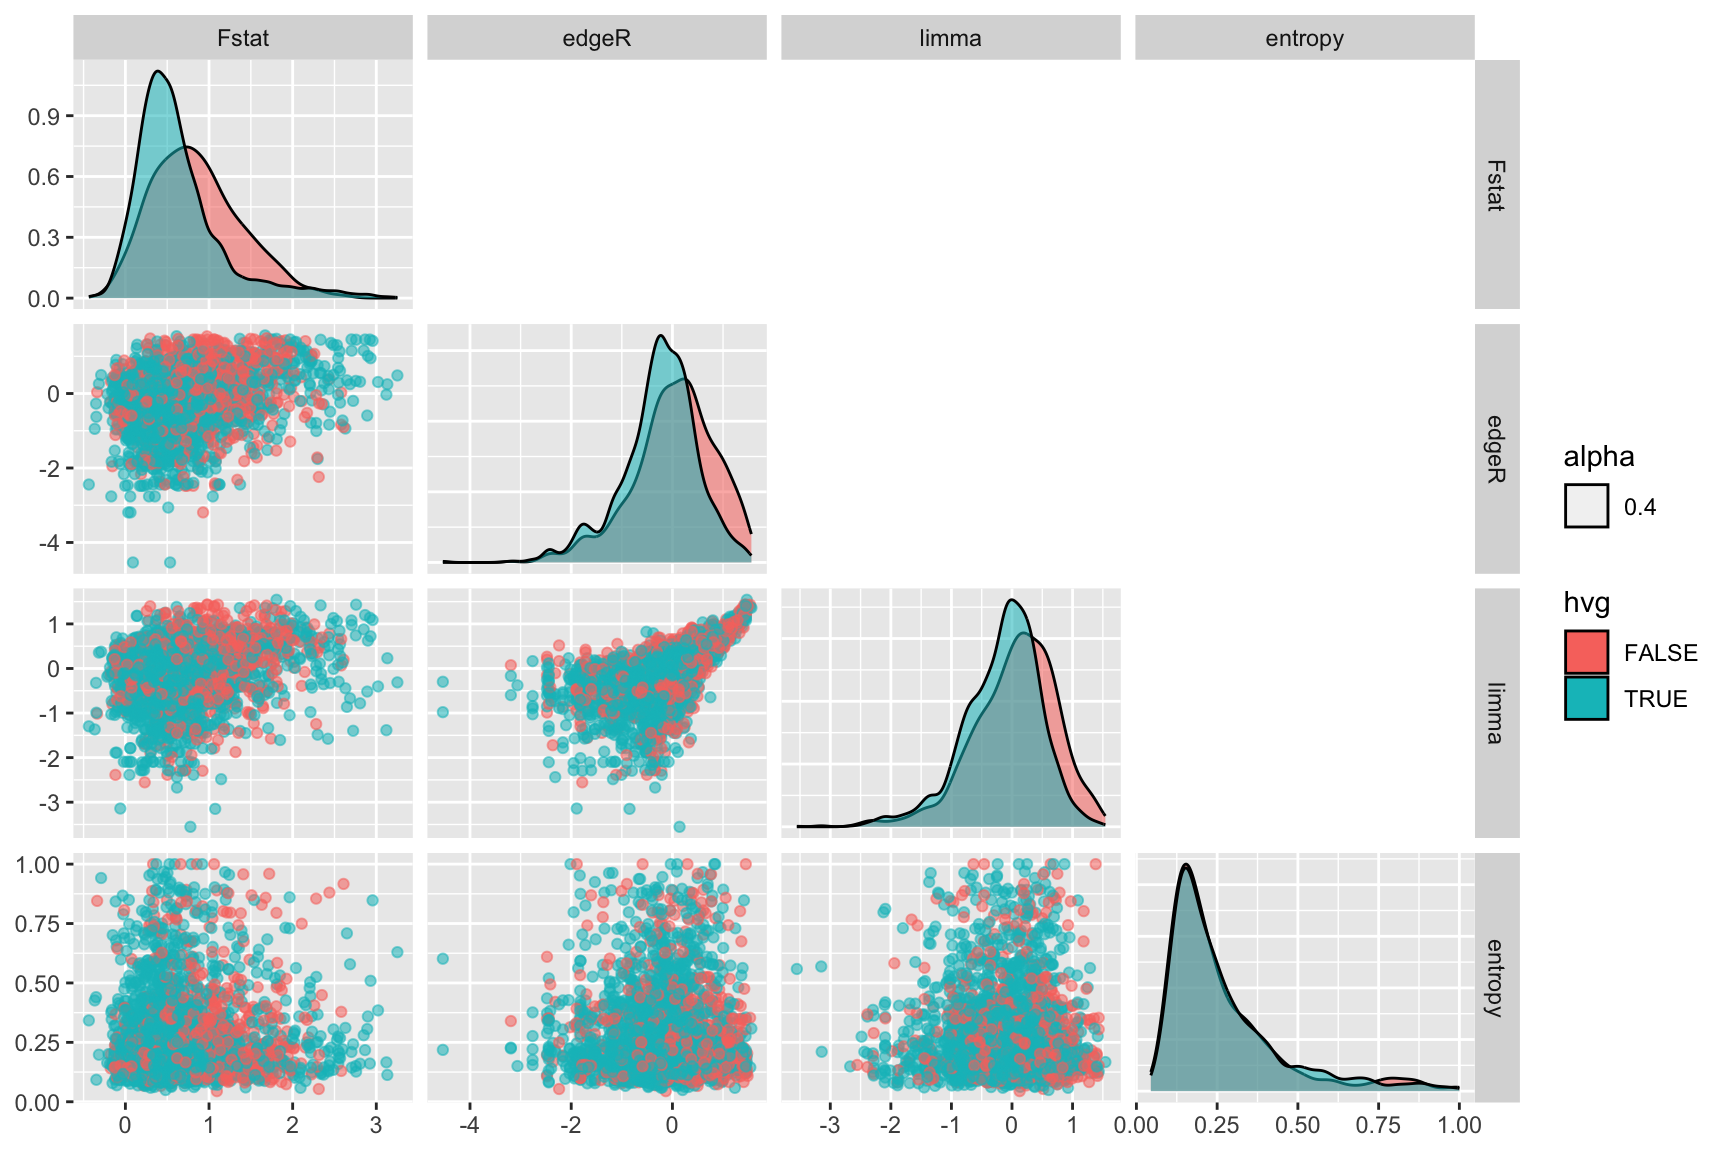 Fstat edgeR limma entropy
0.9
0.6
0.3
0.0
Fstat
0
-2
-4
edgeR
1
0
-1
-2
-3
limma
1.00
0.75
0.50
0.25
0.00
entropy
0 1 2 3 -4 -2 0 -3 -2 -1 0 1 0.00 0.25 0.50 0.75 1.00
alpha
0.4
hvg
FALSE
TRUE